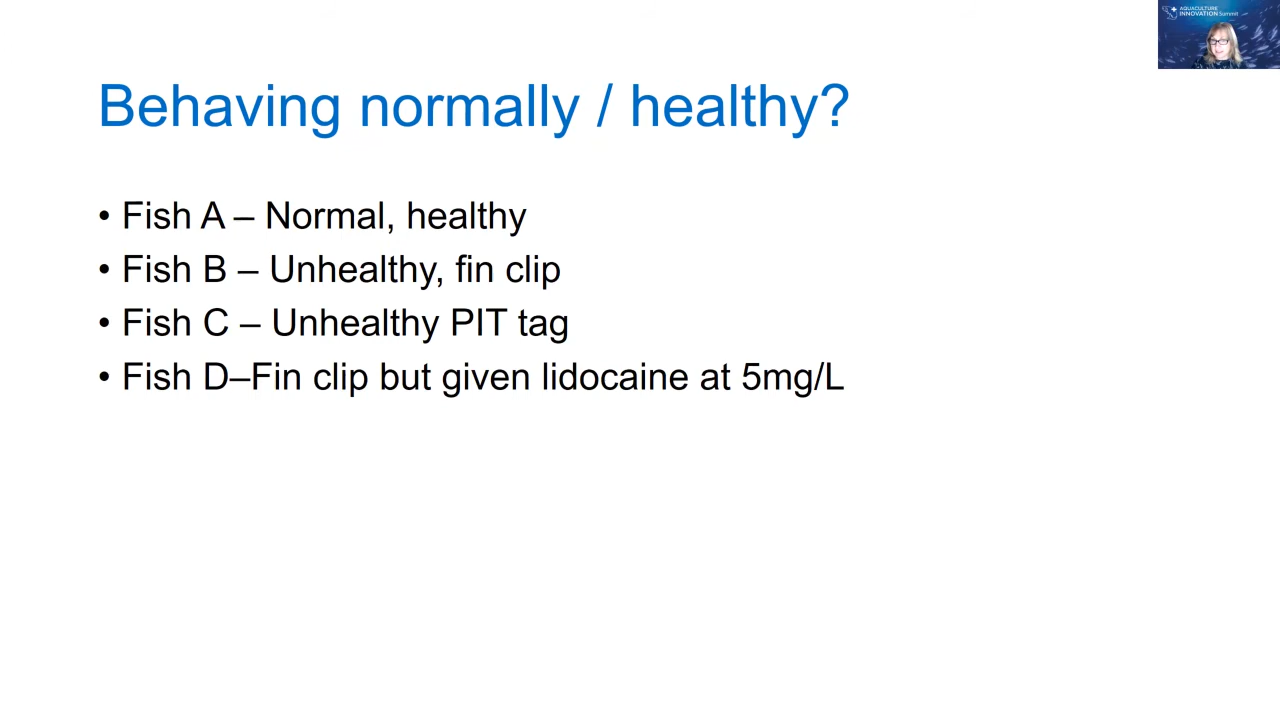 AQUACULTURE
INNOVATION Summit
Behaving normally / healthy?
• Fish A – Normal, healthy
• Fish B – Unhealthy, fin clip
• Fish C – Unhealthy PIT tag
• Fish D–Fin clip but given lidocaine at 5mg/L